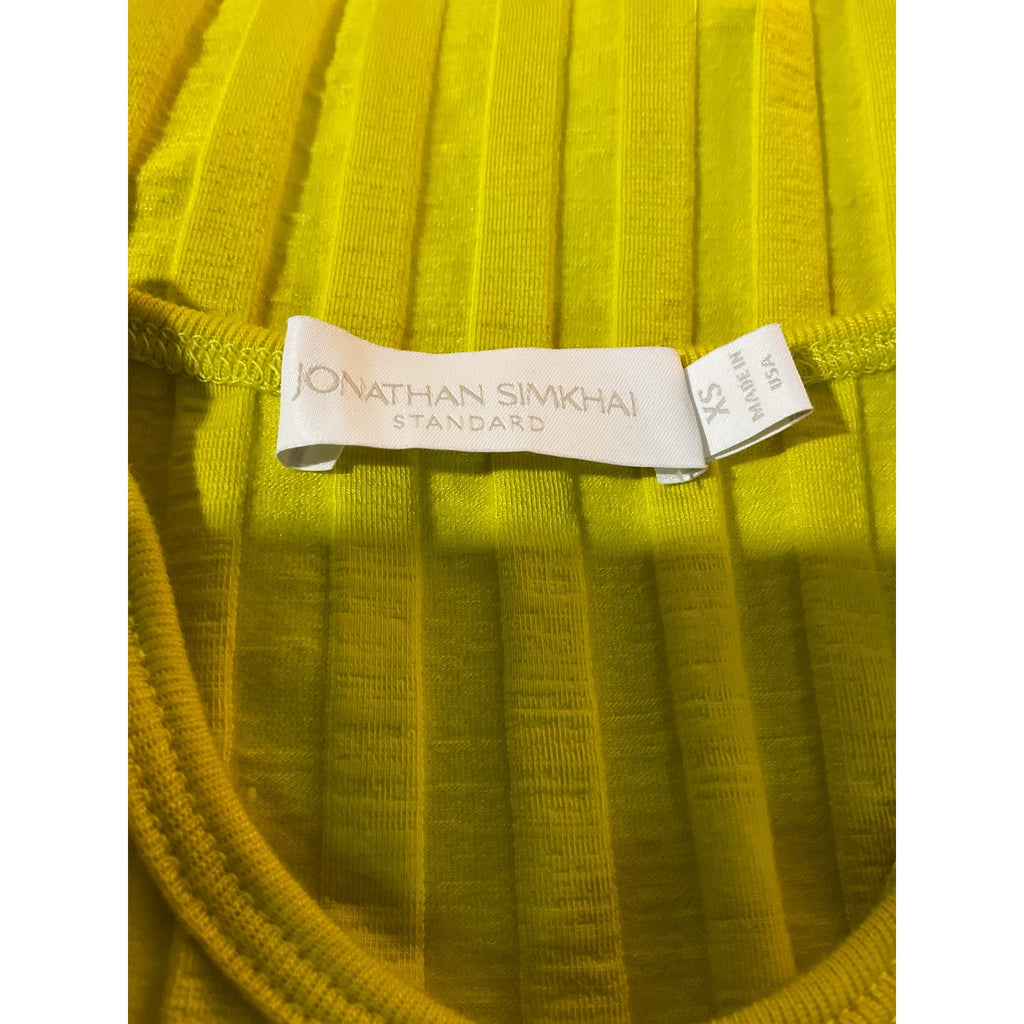 JONATHAN SIMKHAI
STANDARD
XS
MADE IN
USA